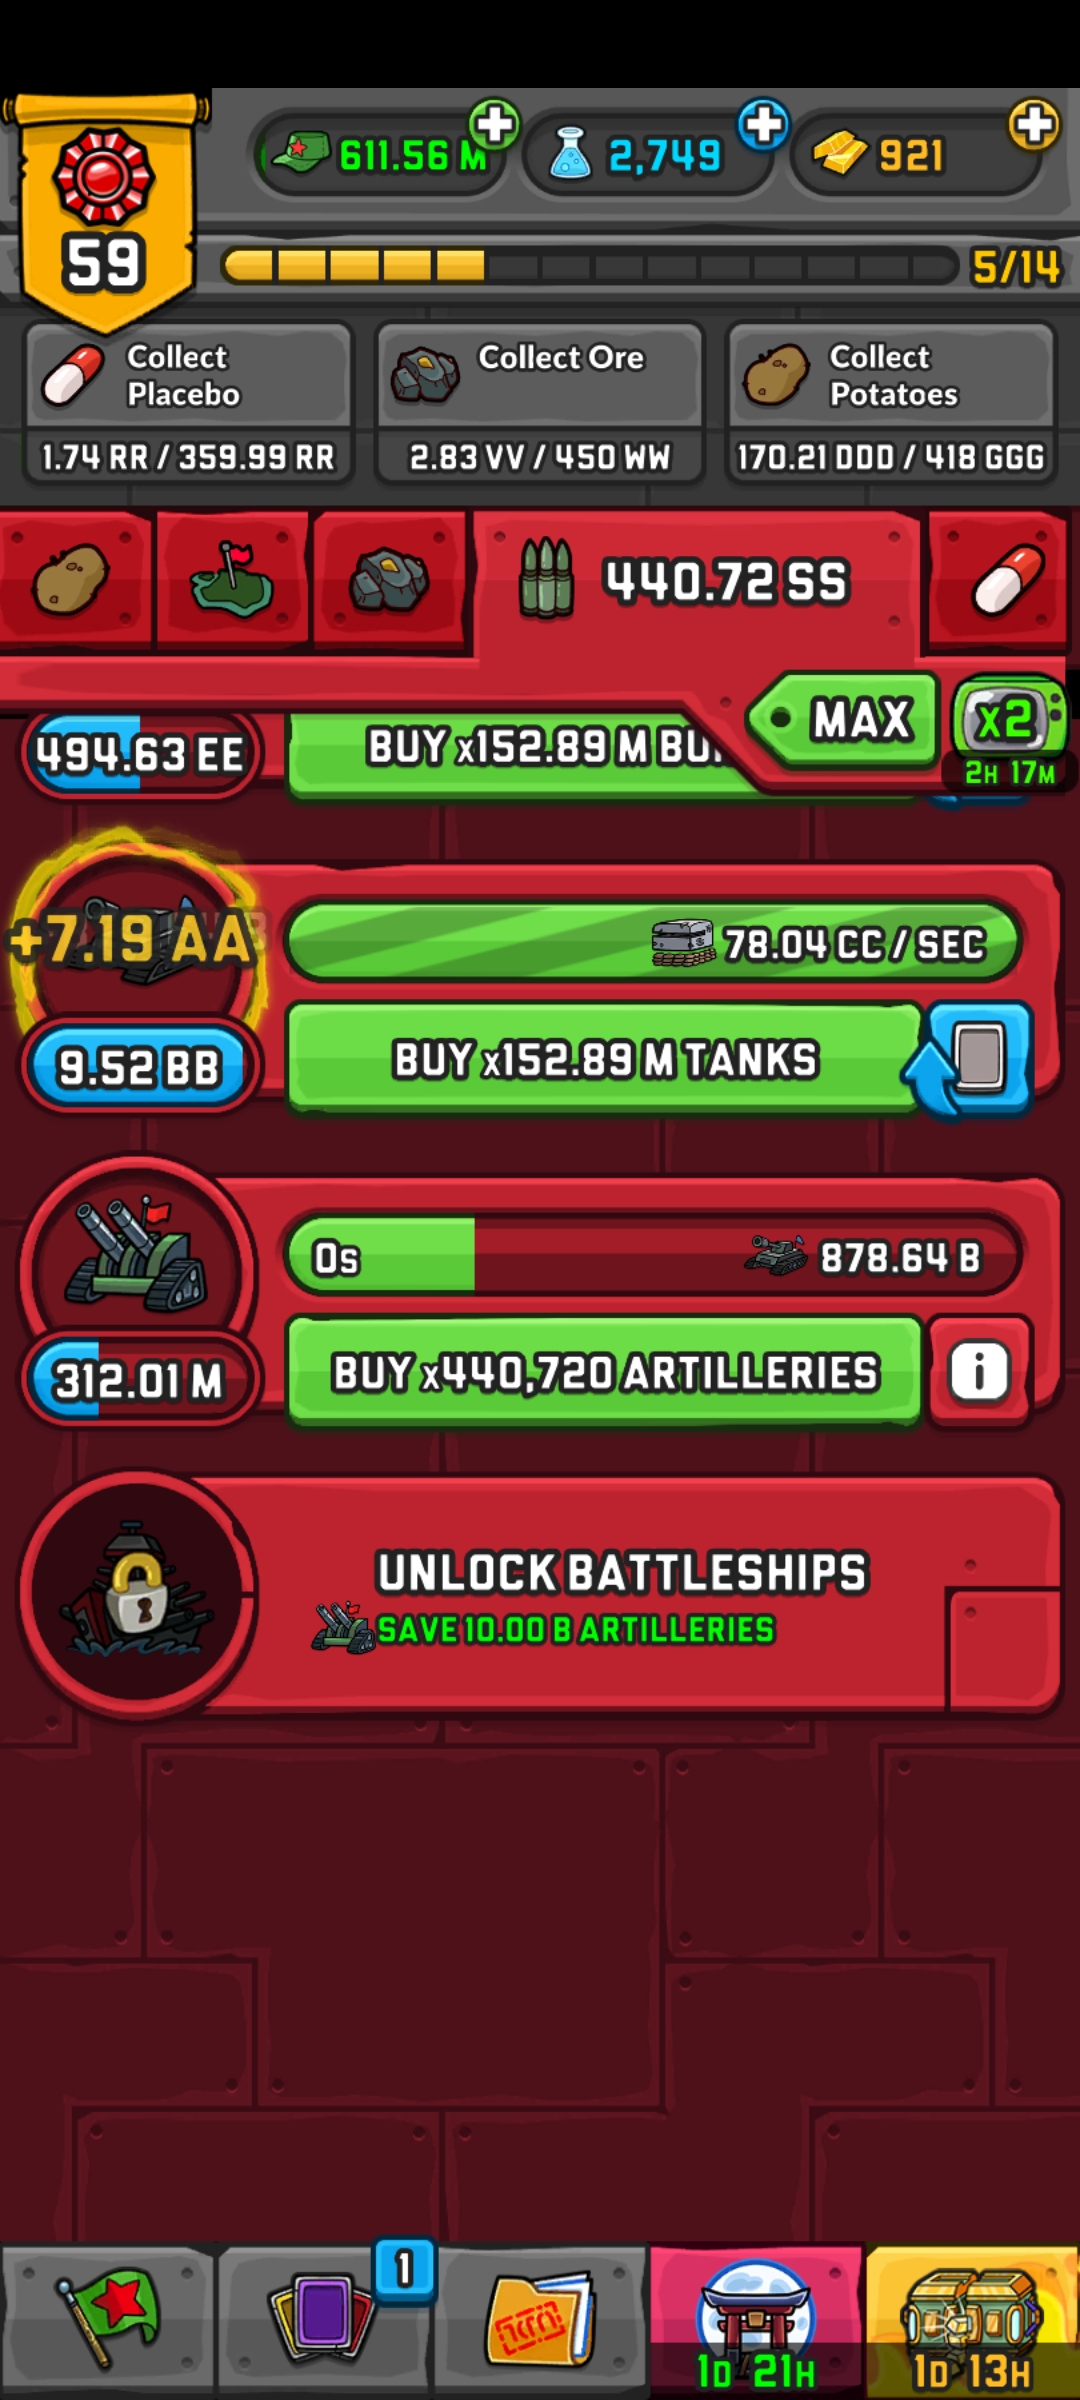 611.56 M
2,749
921
59
5/14
Collect
Placebo
Collect Ore
Collect
Potatoes
1.74 RR / 359.99 RR
2.83 VV / 450 WW
170.21 DDD / 418 GGG
440.72 SS
MAX
x2
2H 17M
494.63 EE
BUY x152.89 M
+7.19 AA
78.04 CC / SEC
9.52 BB
BUY x152.89 M TANKS
0s
878.64 B
312.01 M
BUY x440,720 ARTILLERIES
i
UNLOCK BATTLESHIPS
SAVE 10.00 B ARTILLERIES
1
1D 21H
1D 13H